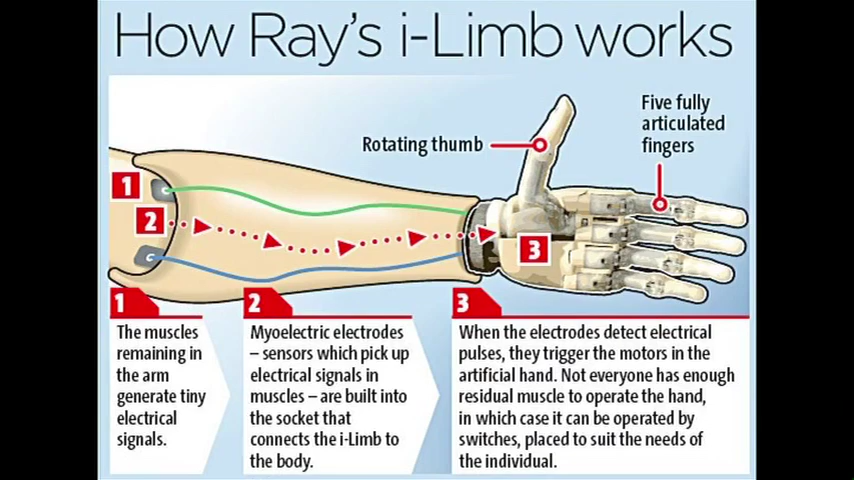 How Ray's i-Limb works
Rotating thumb
Five fully
articulated
fingers
1
2
3
C
C
1
The muscles
remaining in
the arm
generate tiny
electrical
signals.
2
Myoelectric electrodes
– sensors which pick up
electrical signals in
muscles – are built into
the socket that
connects the i-Limb to
the body.
3
When the electrodes detect electrical
pulses, they trigger the motors in the
artificial hand. Not everyone has enough
residual muscle to operate the hand,
in which case it can be operated by
switches, placed to suit the needs of
the individual.